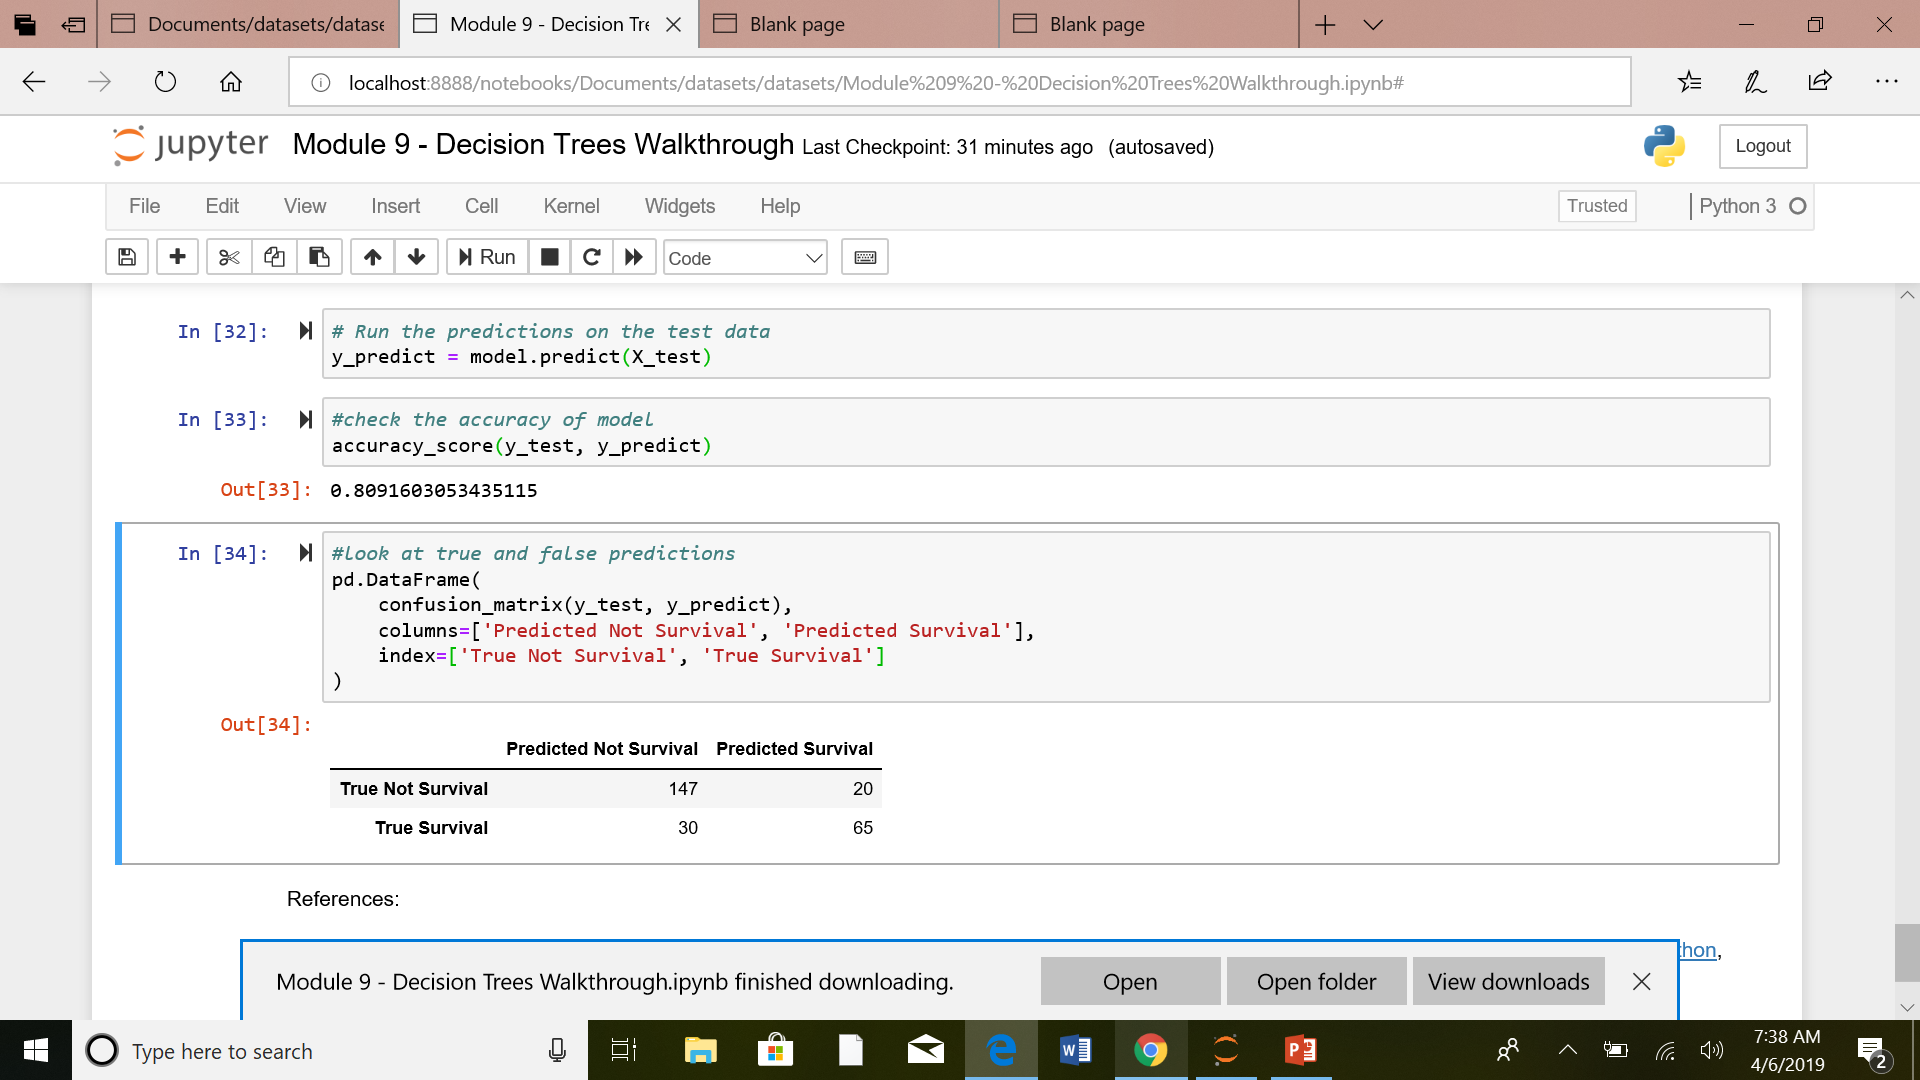 Documents/datasets/datase
Module 9 - Decision Tre
Blank page
Blank page
localhost:8888/notebooks/Documents/datasets/datasets/Module%209%20-%20Decision%20Trees%20Walkthrough.ipynb#
jupyter Module 9 - Decision Trees Walkthrough Last Checkpoint: 31 minutes ago (autosaved)
Logout
File Edit View Insert Cell Kernel Widgets Help
Trusted
Python 3
Run
Code
In [32]:
# Run the predictions on the test data
y_predict = model.predict(X_test)
In [33]:
#check the accuracy of model
accuracy_score(y_test, y_predict)
Out[33]: 0.8091603053435115
In [34]:
#look at true and false predictions
pd.DataFrame(
    confusion_matrix(y_test, y_predict),
    columns=['Predicted Not Survival', 'Predicted Survival'],
    index=['True Not Survival', 'True Survival']
)
Out[34]:
Predicted Not Survival Predicted Survival
True Not Survival 147 20
True Survival 30 65
References:
thon,
Module 9 - Decision Trees Walkthrough.ipynb finished downloading.
Open
Open folder
View downloads
Type here to search
7:38 AM
4/6/2019
2